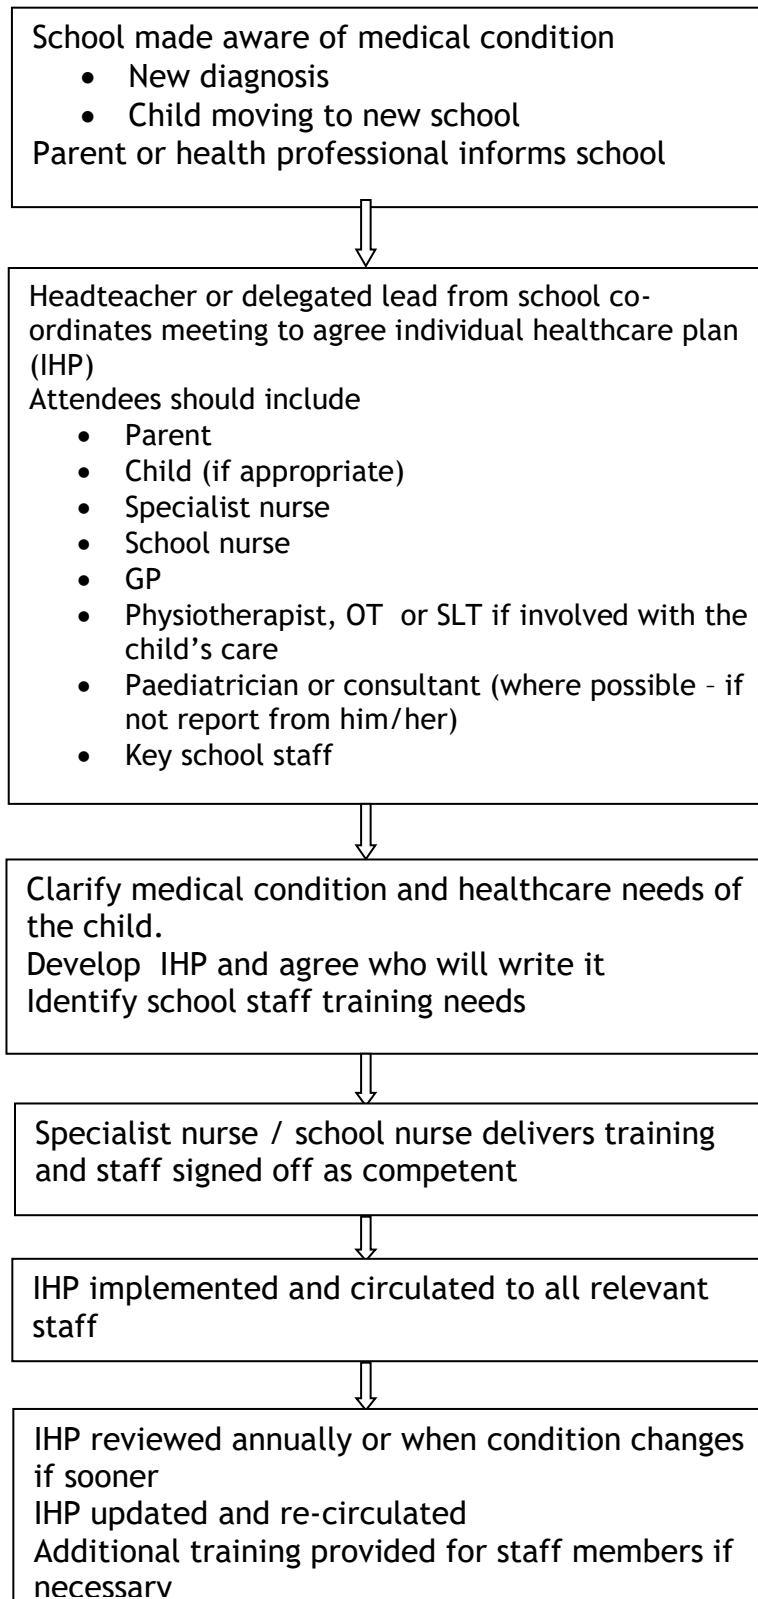 School made aware of medical condition
• New diagnosis
• Child moving to new school
Parent or health professional informs school
Headteacher or delegated lead from school co-
ordinates meeting to agree individual healthcare plan
(IHP)
Attendees should include
• Parent
• Child (if appropriate)
• Specialist nurse
• School nurse
• GP
• Physiotherapist, OT  or SLT if involved with the
child’s care
• Paediatrician or consultant (where possible – if
not report from him/her)
• Key school staff
Clarify medical condition and healthcare needs of
the child.
Develop  IHP and agree who will write it
Identify school staff training needs
Specialist nurse / school nurse delivers training
and staff signed off as competent
IHP implemented and circulated to all relevant
staff
IHP reviewed annually or when condition changes
if sooner
IHP updated and re-circulated
Additional training provided for staff members if
necessary